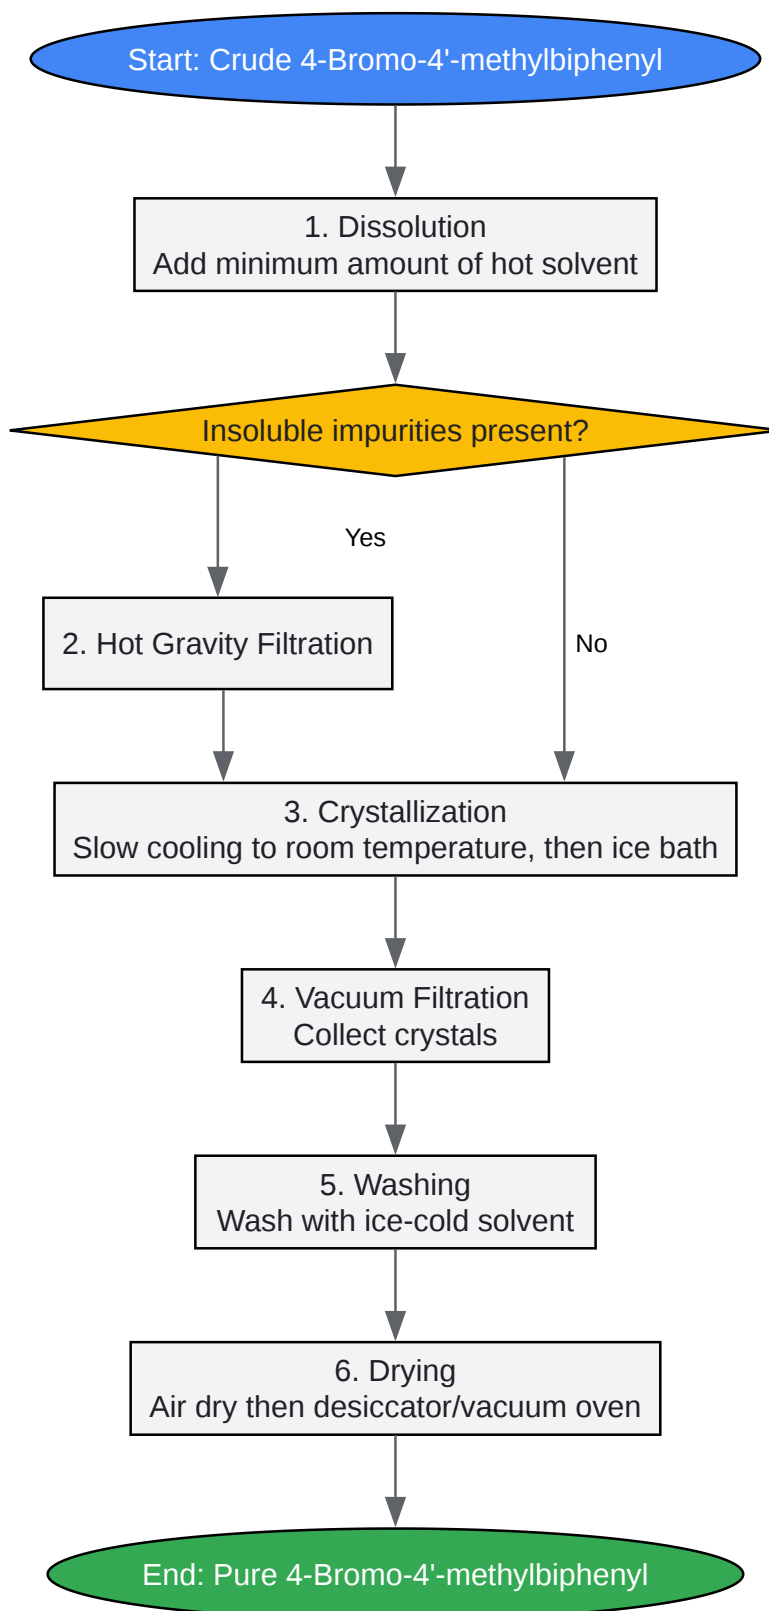 Start: Crude 4-Bromo-4'-methylbiphenyl
1. Dissolution
Add minimum amount of hot solvent
Insoluble impurities present?
Yes
2. Hot Gravity Filtration
No
3. Crystallization
Slow cooling to room temperature, then ice bath
4. Vacuum Filtration
Collect crystals
5. Washing
Wash with ice-cold solvent
6. Drying
Air dry then desiccator/vacuum oven
End: Pure 4-Bromo-4'-methylbiphenyl